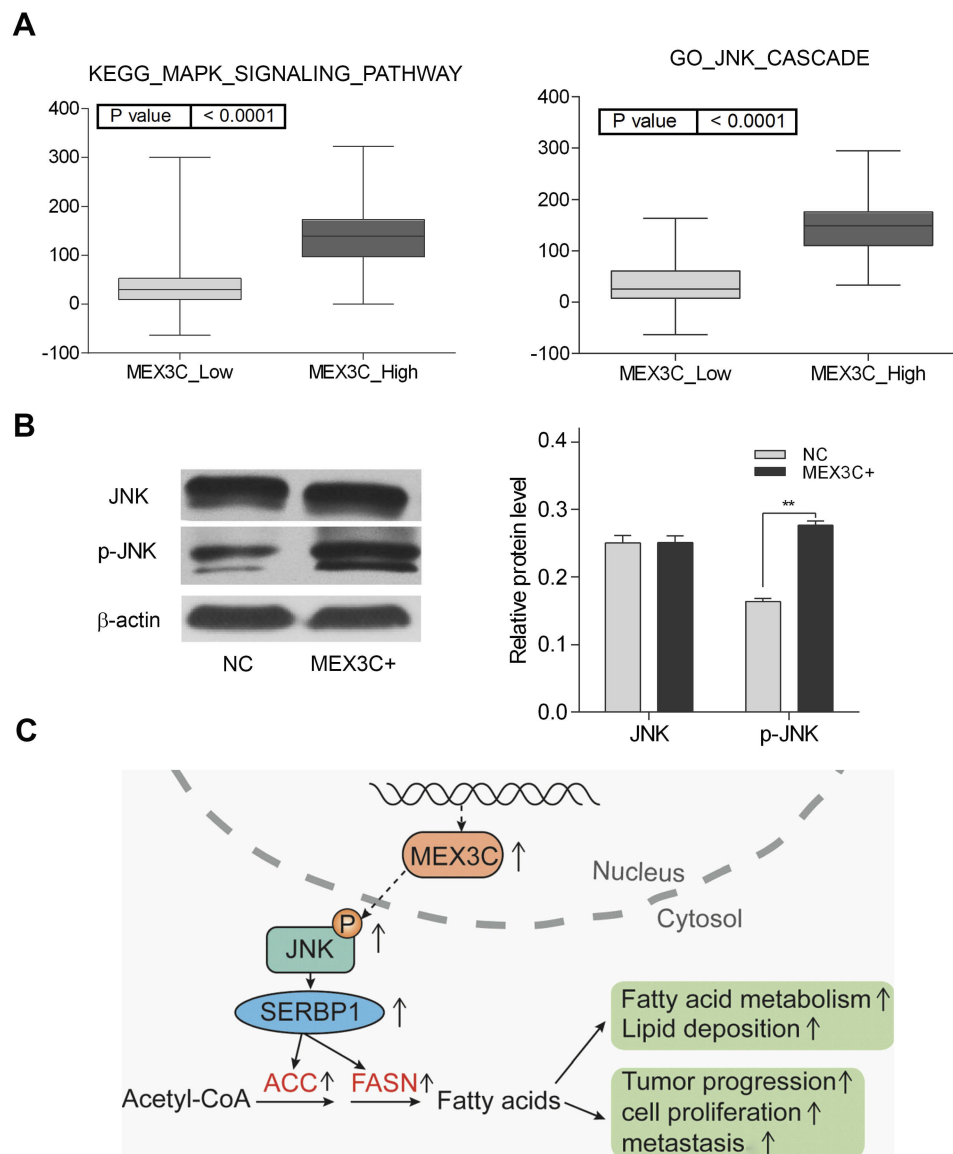 A
KEGG_MAPK_SIGNALING_PATHWAY
P value < 0.0001
400
300
200
100
0
-100
MEX3C_Low MEX3C_High
GO_JNK_CASCADE
P value < 0.0001
400
300
200
100
0
-100
MEX3C_Low MEX3C_High
B
JNK
p-JNK
β-actin
NC MEX3C+
Relative protein level
0.4
0.3
0.2
0.1
0.0
NC
MEX3C+
**
JNK p-JNK
C
MEX3C ↑
Nucleus
Cytosol
P
JNK ↑
SERBP1 ↑
Acetyl-CoA ACC↑ FASN↑ Fatty acids
Fatty acid metabolism ↑
Lipid deposition ↑
Tumor progression ↑
cell proliferation ↑
metastasis ↑